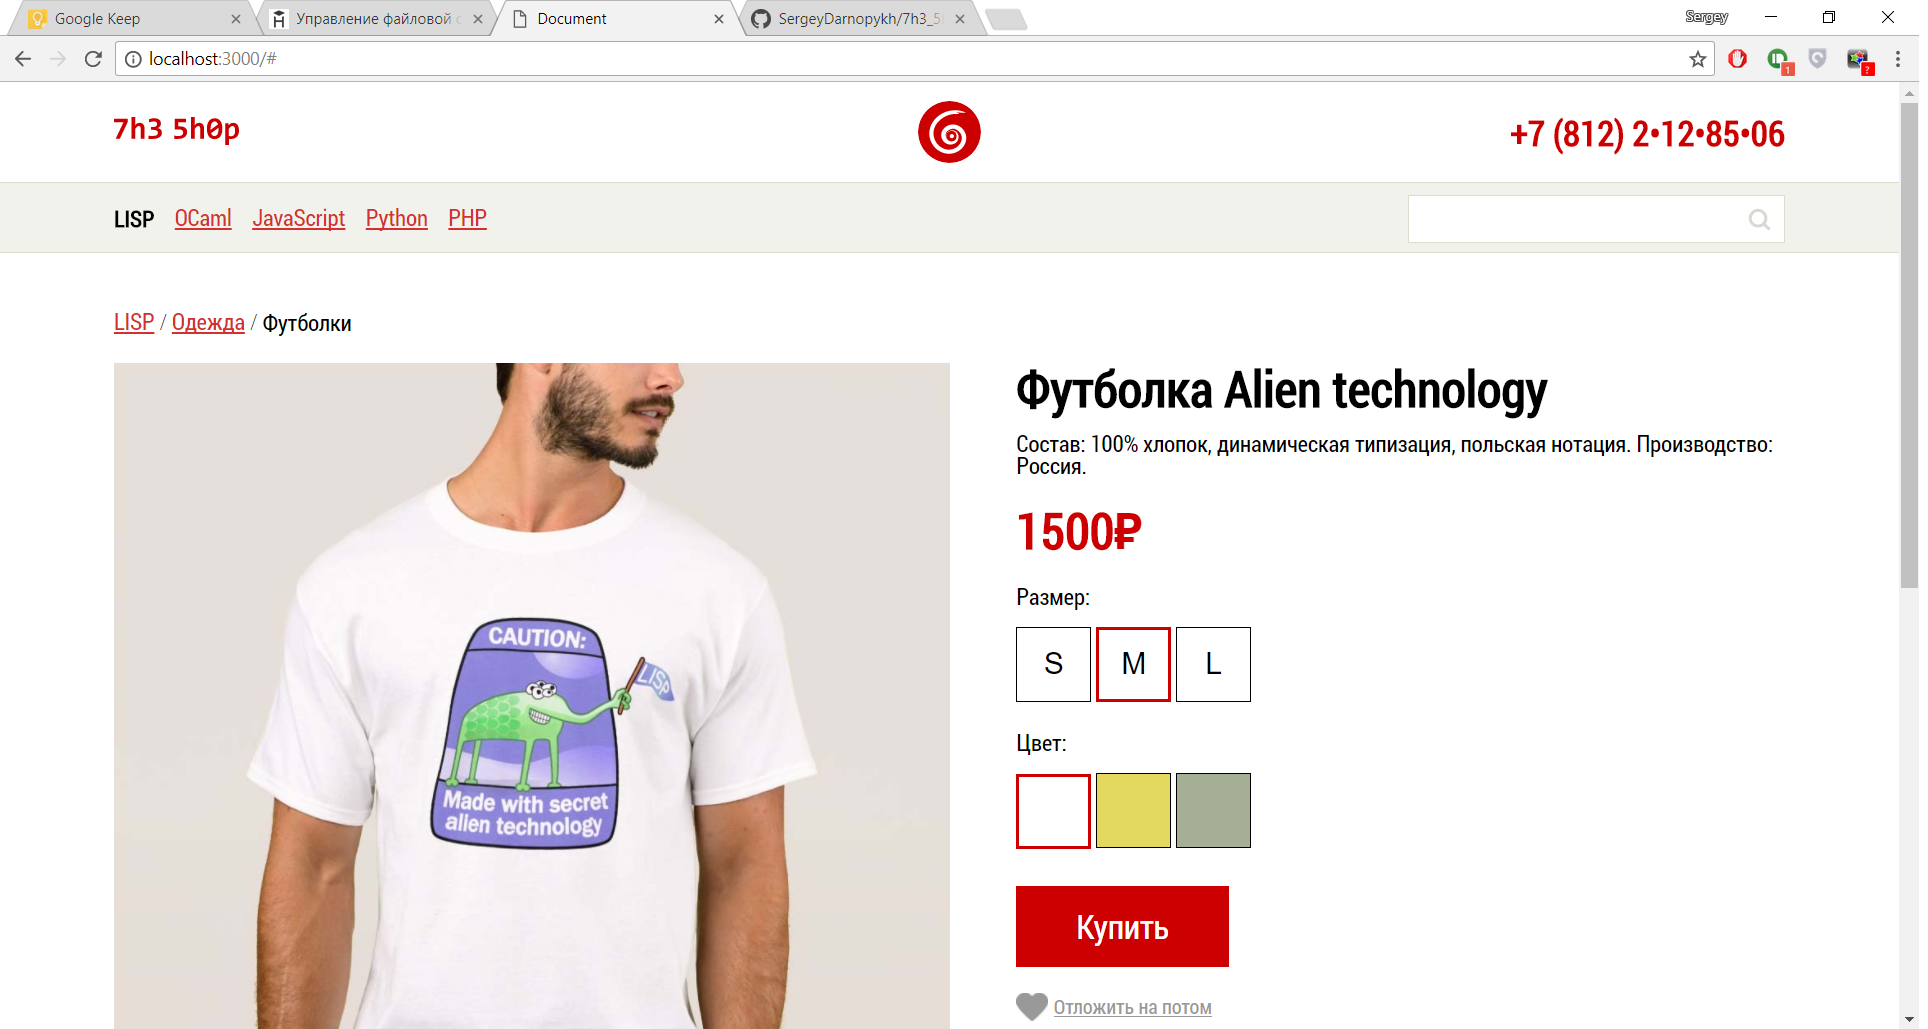 Google Keep
Управление файловой с
Document
SergeyDarnopykh/7h3_5
Sergey
localhost:3000/#
1
?
7h3 5h0p
+7 (812) 2•12•85•06
LISP OCaml JavaScript Python PHP
LISP / Одежда / Футболки
Футболка Alien technology
Состав: 100% хлопок, динамическая типизация, польская нотация. Производство:
Россия.
1500₽
Размер:
S M L
Цвет:
Купить
Отложить на потом
CAUTION:
LISP
Made with secret
alien technology